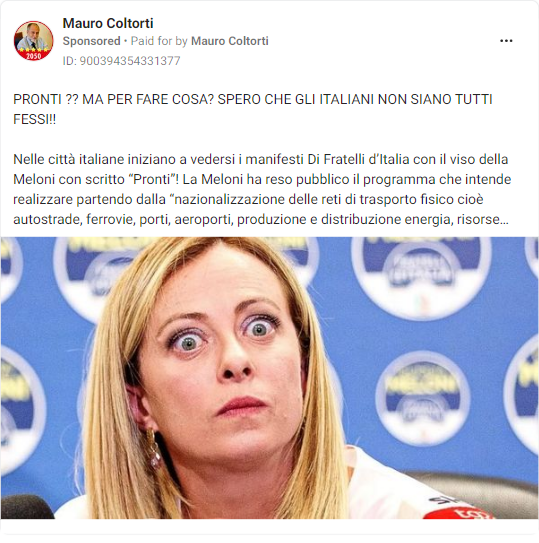 Mauro Coltorti
Sponsored • Paid for by Mauro Coltorti
ID: 900394354331377
2050
PRONTI ?? MA PER FARE COSA? SPERO CHE GLI ITALIANI NON SIANO TUTTI
FESSI!!
Nelle città italiane iniziano a vedersi i manifesti Di Fratelli d'Italia con il viso della
Meloni con scritto “Pronti”! La Meloni ha reso pubblico il programma che intende
realizzare partendo dalla “nazionalizzazione delle reti di trasporto fisico cioè
autostrade, ferrovie, porti, aeroporti, produzione e distribuzione energia, risorse...
MELONI